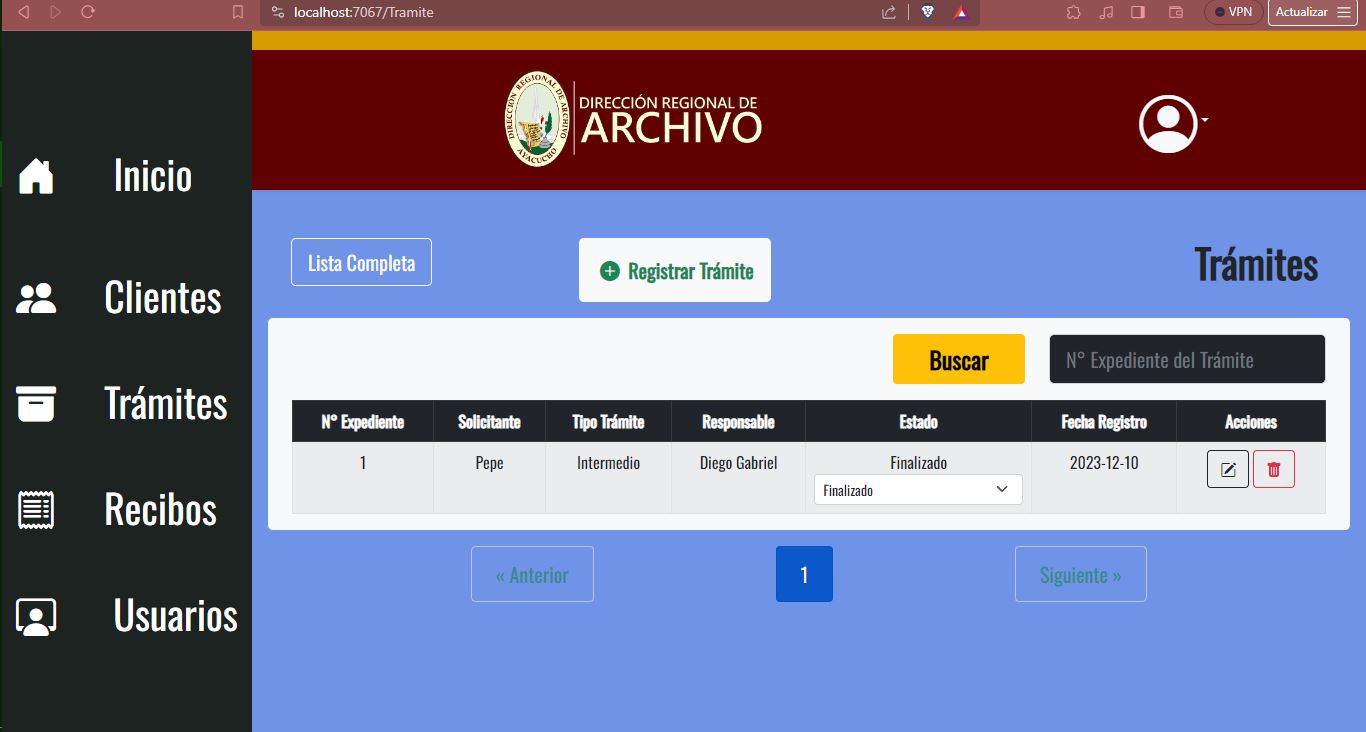 localhost:7067/Tramite
VPN
Actualizar
DIRECCIÓN REGIONAL DE ARCHIVO
AYACUCHO
DIRECCIÓN REGIONAL DE
ARCHIVO
Inicio
Clientes
Trámites
Recibos
Usuarios
Lista Completa
Registrar Trámite
Trámites
Buscar
N° Expediente del Trámite
N° Expediente Solicitante Tipo Trámite Responsable Estado Fecha Registro Acciones
1 Pepe Intermedio Diego Gabriel Finalizado 2023-12-10
Finalizado
« Anterior
1
Siguiente »